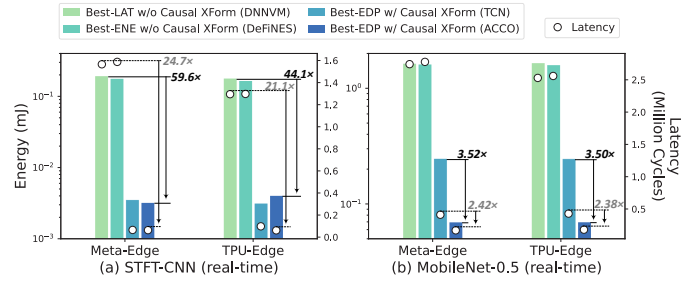 Best-LAT w/o Causal XForm (DNNVM)
Best-EDP w/ Causal XForm (TCN)
Latency
Best-ENE w/o Causal XForm (DeFiNES)
Best-EDP w/ Causal XForm (ACCO)
Energy (mJ)
10⁻¹
10⁻²
10⁻³
24.7×
59.6×
44.1×
21.1×
1.6
1.4
1.2
1.0
0.8
0.6
0.4
0.2
0.0
Meta-Edge
TPU-Edge
(a) STFT-CNN (real-time)
10⁰
10⁻¹
3.52×
2.42×
3.50×
2.38×
2.5
2.0
1.5
1.0
0.5
Latency
(Million Cycles)
Meta-Edge
TPU-Edge
(b) MobileNet-0.5 (real-time)